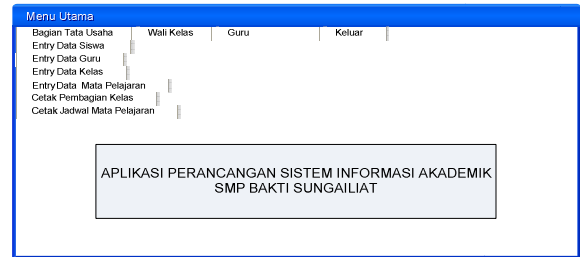 Menu Utama
Bagian Tata Usaha Wali Kelas Guru Keluar
Entry Data Siswa
Entry Data Guru
Entry Data Kelas
EntryData Mata Pelajaran
Cetak Pembagian Kelas
Cetak Jadwal Mata Pelajaran
APLIKASI PERANCANGAN SISTEM INFORMASI AKADEMIK
SMP BAKTI SUNGAILIAT